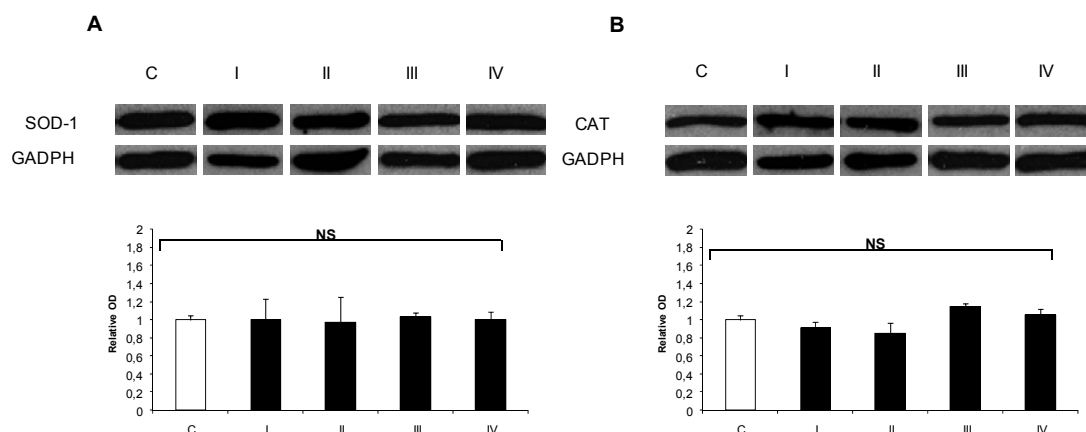 A
C I II III IV
SOD-1
GADPH
NS
2
1,8
1,6
1,4
1,2
1
0,8
0,6
0,4
0,2
0
Relative OD
C I II III IV
B
C I II III IV
CAT
GADPH
NS
2
1,8
1,6
1,4
1,2
1
0,8
0,6
0,4
0,2
0
Relative OD
C I II III IV